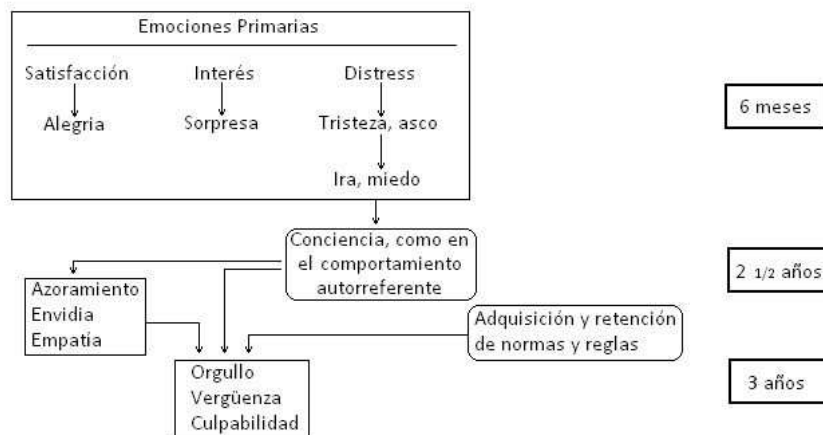 Emociones Primarias
Satisfacción Interés Distress
Alegria Sorpresa Tristeza, asco
6 meses
Ira, miedo
Conciencia, como en
el comportamiento
autorreferente
2 1/2 años
Azoramiento
Envidia
Empatía
Adquisición y retención
de normas y reglas
Orgullo
Vergüenza
Culpabilidad
3 años